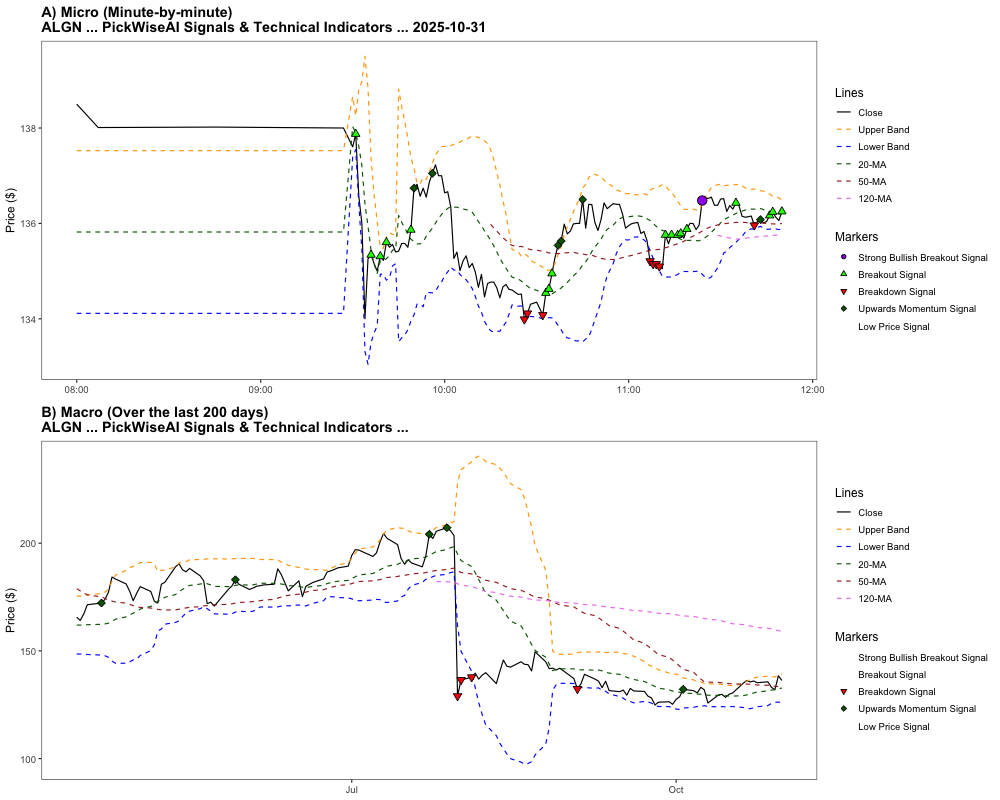 A) Micro (Minute-by-minute)
ALGN ... PickWiseAI Signals & Technical Indicators ... 2025-10-31
138
136
134
Price ($)
08:00
09:00
10:00
11:00
12:00
Lines
Close
Upper Band
Lower Band
20-MA
50-MA
120-MA
Markers
Strong Bullish Breakout Signal
Breakout Signal
Breakdown Signal
Upwards Momentum Signal
Low Price Signal
B) Macro (Over the last 200 days)
ALGN ... PickWiseAI Signals & Technical Indicators ...
200
150
100
Price ($)
Jul
Oct
Lines
Close
Upper Band
Lower Band
20-MA
50-MA
120-MA
Markers
Strong Bullish Breakout Signal
Breakout Signal
Breakdown Signal
Upwards Momentum Signal
Low Price Signal